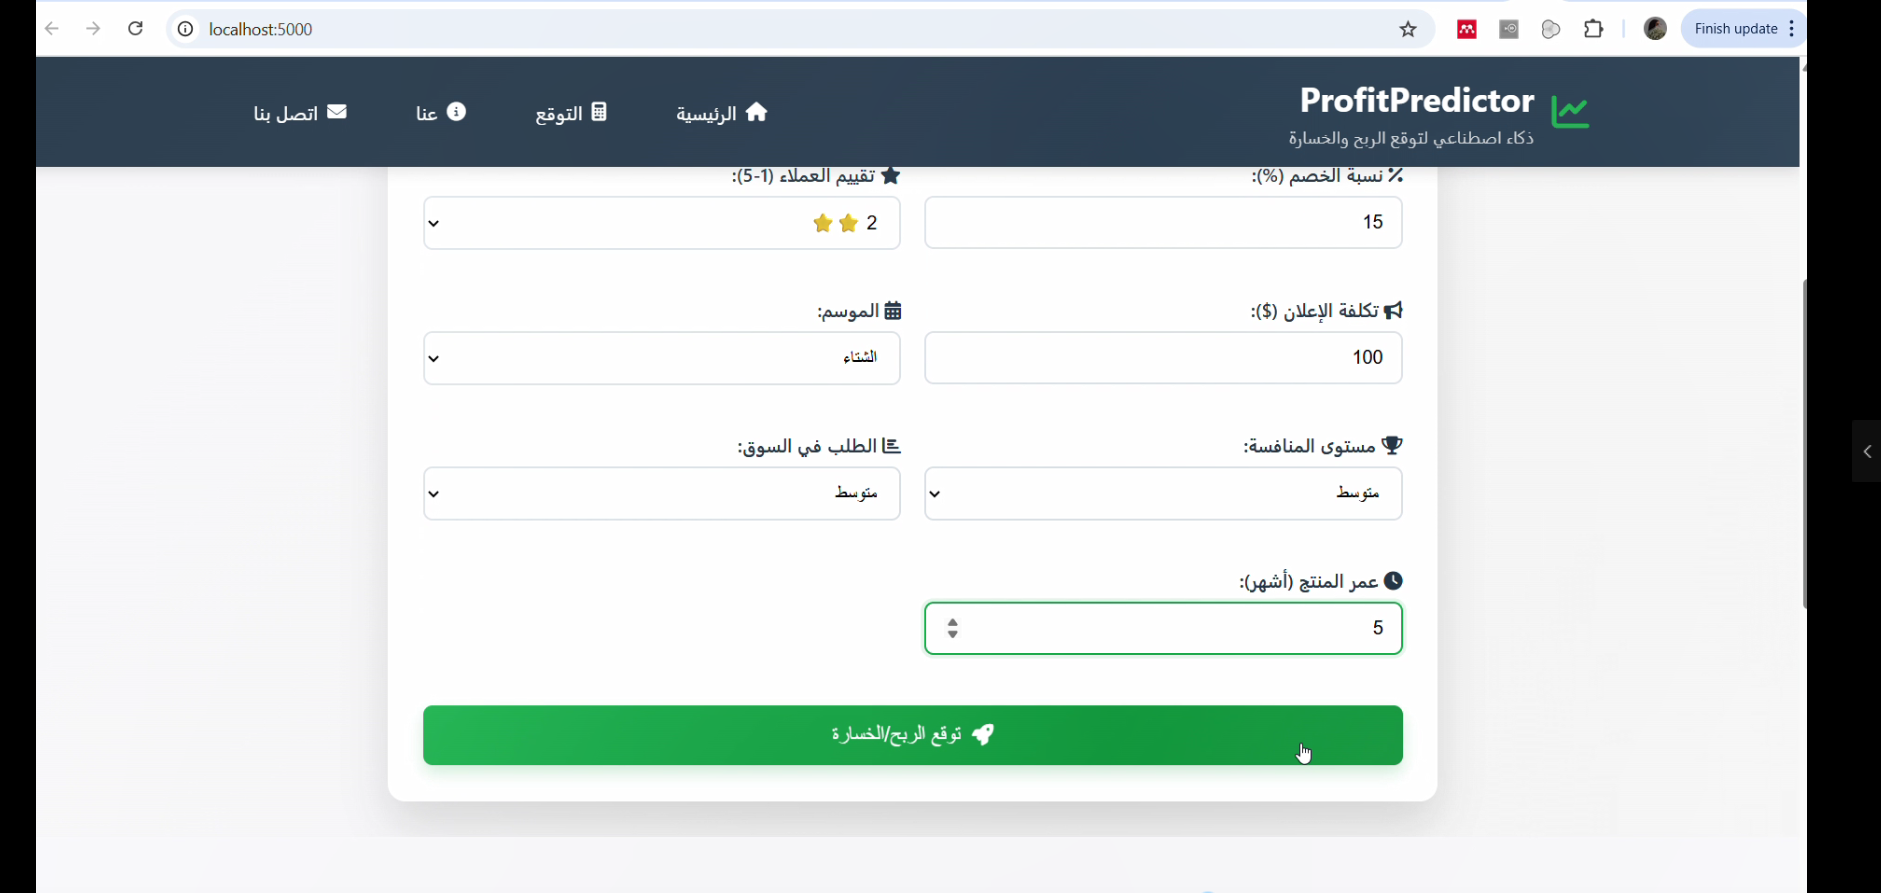 localhost:5000
Finish update
ProfitPredictor
ذكاء اصطناعي لتوقع الربح والخسارة
الرئيسية
التوقع
عنا
اتصل بنا
نسبة الخصم (%):
15
تقييم العملاء (1-5):
2 ⭐⭐
تكلفة الإعلان ($):
100
الموسم:
الشتاء
مستوى المنافسة:
متوسط
الطلب في السوق:
متوسط
عمر المنتج (أشهر):
5
توقع الربح/الخسارة